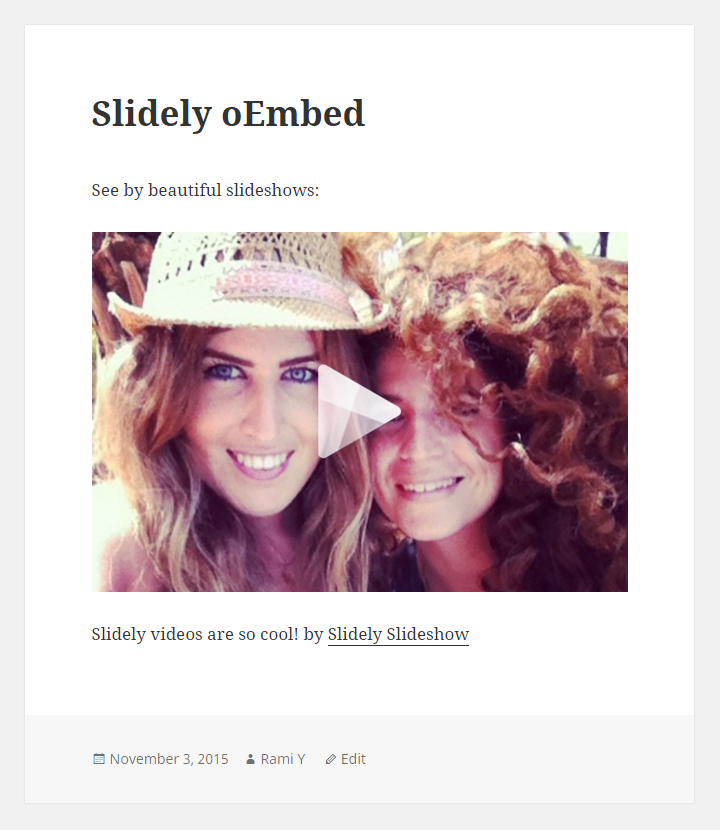 Slidely oEmbed
See by beautiful slideshows:
Slidely videos are so cool! by Slidely Slideshow
November 3, 2015 Rami Y Edit